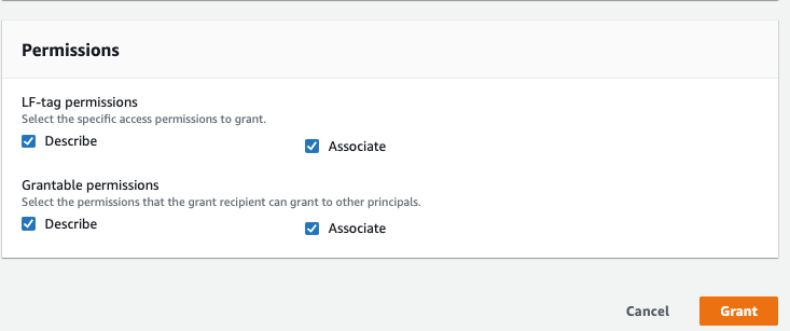 Permissions
LF-tag permissions
Select the specific access permissions to grant.
Describe
Associate
Grantable permissions
Select the permissions that the grant recipient can grant to other principals.
Describe
Associate
Cancel
Grant